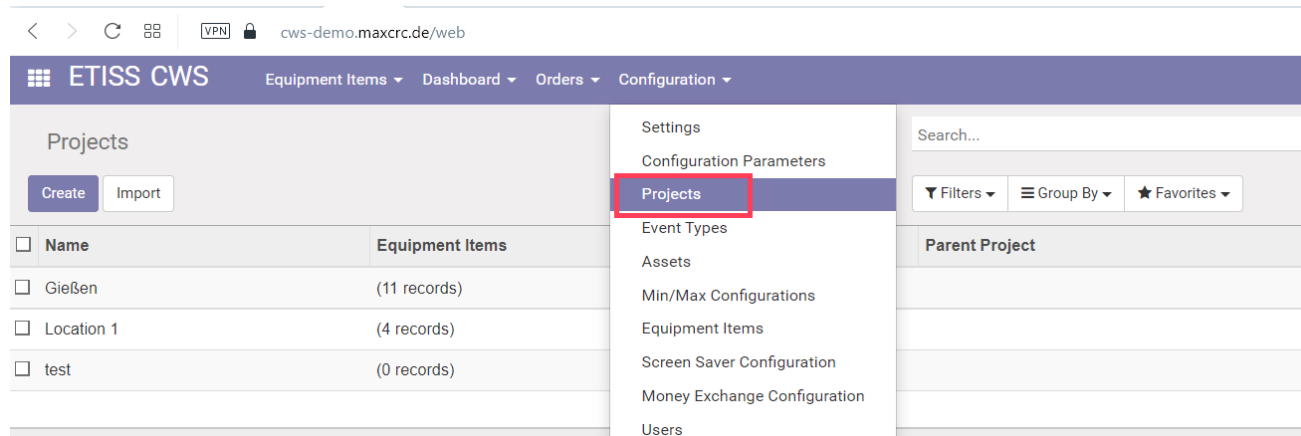 VPN cws-demo.maxcrc.de/web
ETISS CWS Equipment Items Dashboard Orders Configuration
Projects
Create Import
Settings
Configuration Parameters
Projects
Event Types
Assets
Min/Max Configurations
Equipment Items
Screen Saver Configuration
Money Exchange Configuration
Users
Search...
Filters Group By Favorites
Name Equipment Items Parent Project
Gießen (11 records)
Location 1 (4 records)
test (0 records)